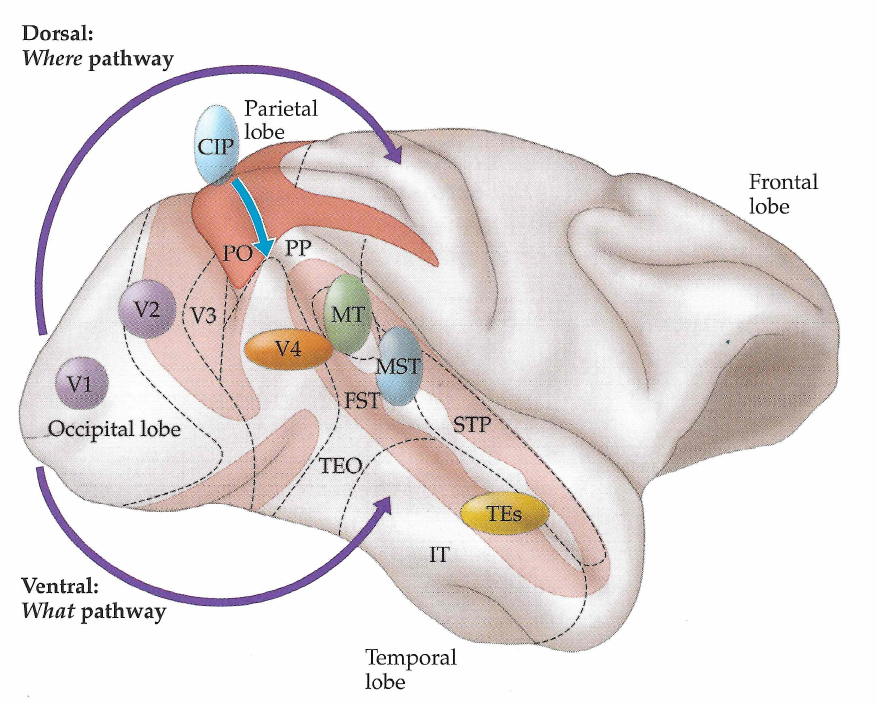 Dorsal:
Where pathway
Parietal
lobe
CIP
Frontal
lobe
PO
PP
V2
V3
MT
V4
MST
V1
FST
Occipital lobe
STP
TEO
TEs
IT
Ventral:
What pathway
Temporal
lobe